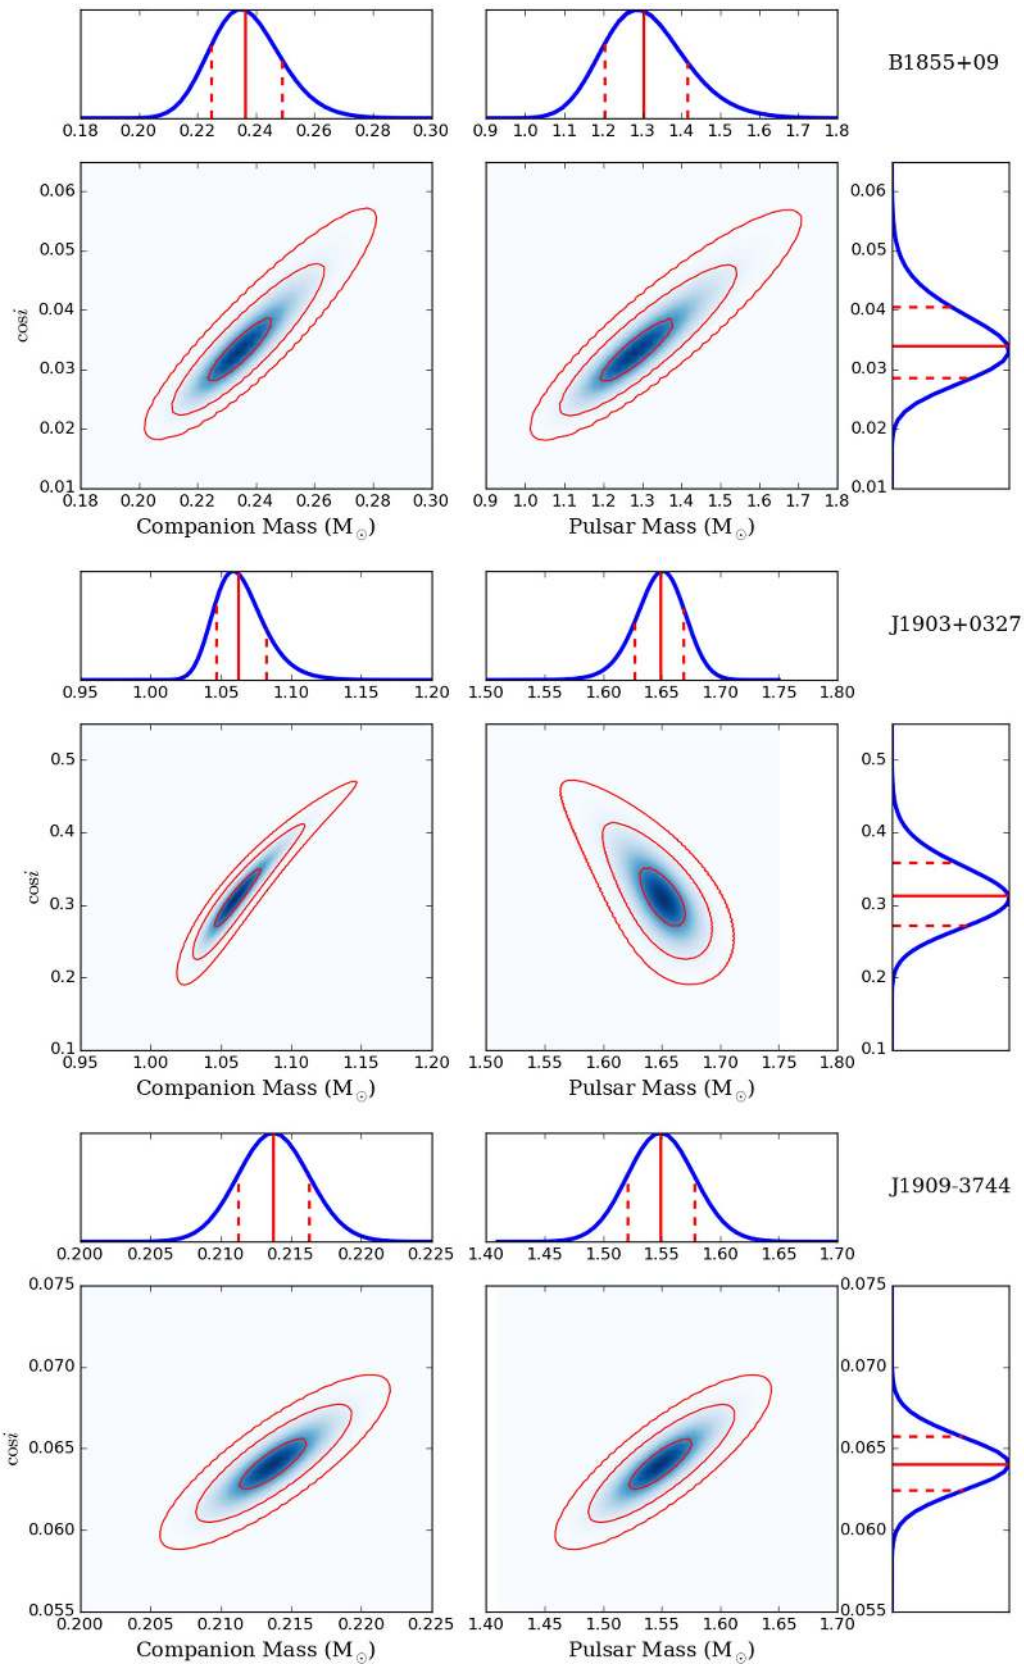 B1855+09
0.18 0.20 0.22 0.24 0.26 0.28 0.30
0.9 1.0 1.1 1.2 1.3 1.4 1.5 1.6 1.7 1.8
0.06 0.06
0.05 0.05
0.04 0.04
cos i
0.03 0.03
0.02 0.02
0.01 0.01
0.18 0.20 0.22 0.24 0.26 0.28 0.30
0.9 1.0 1.1 1.2 1.3 1.4 1.5 1.6 1.7 1.8
Companion Mass (M☉)
Pulsar Mass (M☉)
J1903+0327
0.95 1.00 1.05 1.10 1.15 1.20
1.50 1.55 1.60 1.65 1.70 1.75 1.80
0.5 0.5
0.4 0.4
cos i
0.3 0.3
0.2 0.2
0.1 0.1
0.95 1.00 1.05 1.10 1.15 1.20
1.50 1.55 1.60 1.65 1.70 1.75 1.80
Companion Mass (M☉)
Pulsar Mass (M☉)
J1909-3744
0.200 0.205 0.210 0.215 0.220 0.225
1.40 1.45 1.50 1.55 1.60 1.65 1.70
0.075 0.075
0.070 0.070
0.065 0.065
cos i
0.060 0.060
0.055 0.055
0.200 0.205 0.210 0.215 0.220 0.225
1.40 1.45 1.50 1.55 1.60 1.65 1.70
Companion Mass (M☉)
Pulsar Mass (M☉)